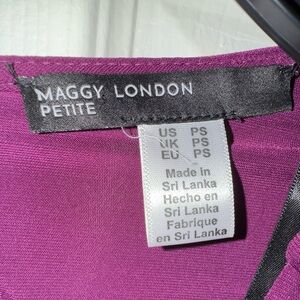 MAGGY LONDON
PETITE
US PS
UK PS
EU PS
Made in
Sri Lanka
Hecho en
Sri Lanka
Fabrique
en Sri Lanka